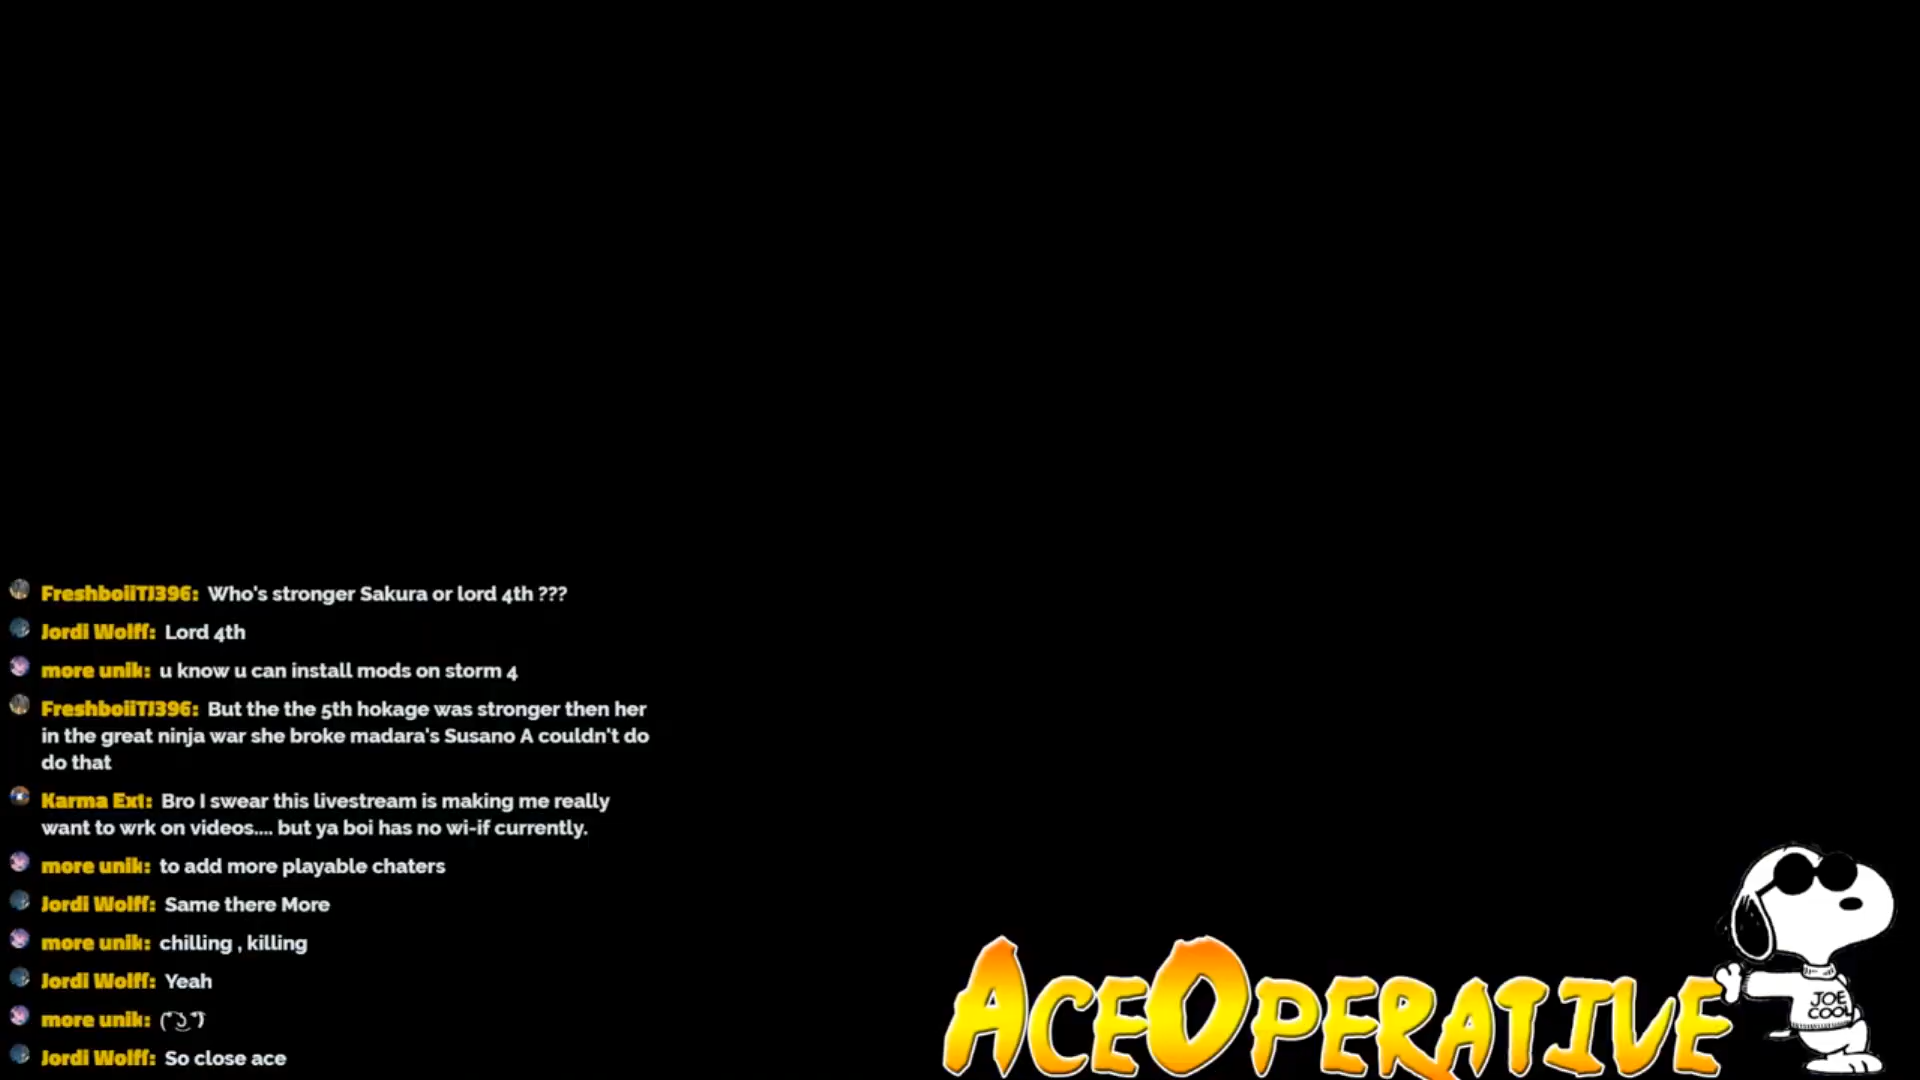 FreshboiiTJ396: Who's stronger Sakura or lord 4th ???
Jordi Wolff: Lord 4th
more unik: u know u can install mods on storm 4
FreshboiiTJ396: But the the 5th hokage was stronger then her
in the great ninja war she broke madara's Susano A couldn't do
do that
Karma Ext: Bro I swear this livestream is making me really
want to wrk on videos.... but ya boi has no wi-if currently.
more unik: to add more playable chaters
Jordi Wolff: Same there More
more unik: chilling , killing
Jordi Wolff: Yeah
more unik: (͡° ͜ʖ ͡°)
Jordi Wolff: So close ace
ACEOPERATIVE
JOE
COOL